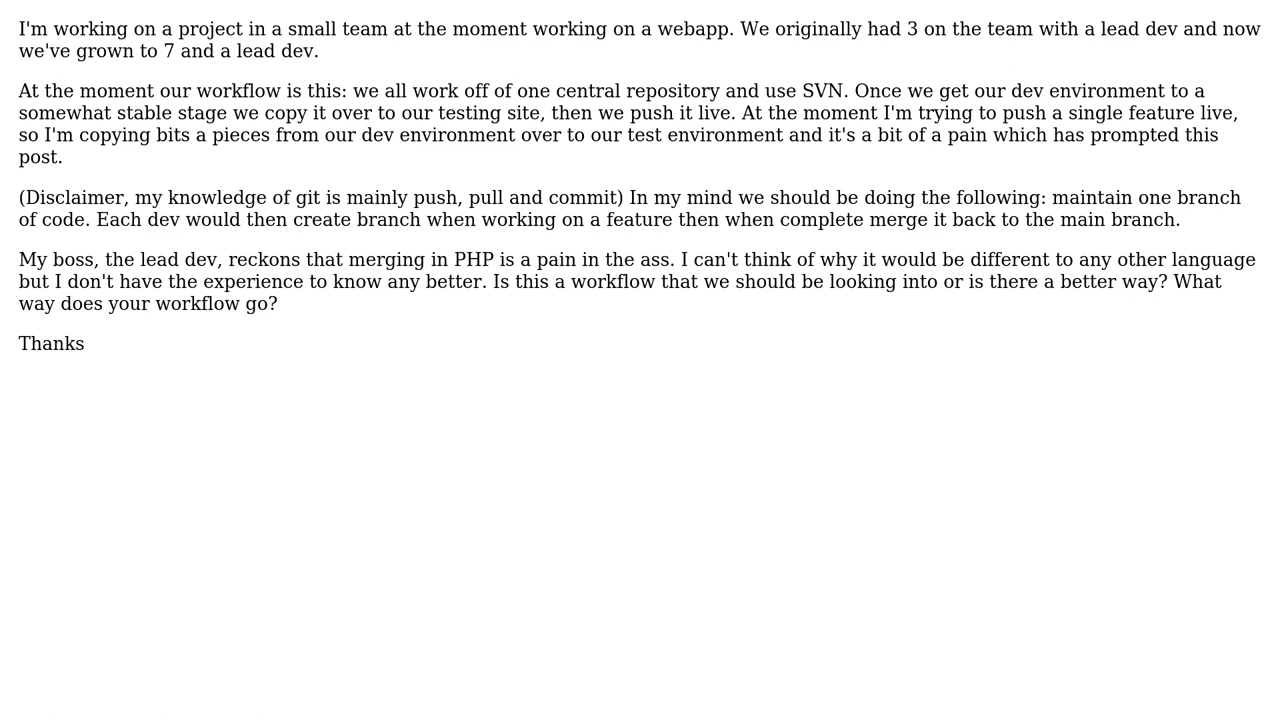 I'm working on a project in a small team at the moment working on a webapp. We originally had 3 on the team with a lead dev and now
we've grown to 7 and a lead dev.
At the moment our workflow is this: we all work off of one central repository and use SVN. Once we get our dev environment to a
somewhat stable stage we copy it over to our testing site, then we push it live. At the moment I'm trying to push a single feature live,
so I'm copying bits a pieces from our dev environment over to our test environment and it's a bit of a pain which has prompted this
post.
(Disclaimer, my knowledge of git is mainly push, pull and commit) In my mind we should be doing the following: maintain one branch
of code. Each dev would then create branch when working on a feature then when complete merge it back to the main branch.
My boss, the lead dev, reckons that merging in PHP is a pain in the ass. I can't think of why it would be different to any other language
but I don't have the experience to know any better. Is this a workflow that we should be looking into or is there a better way? What
way does your workflow go?
Thanks